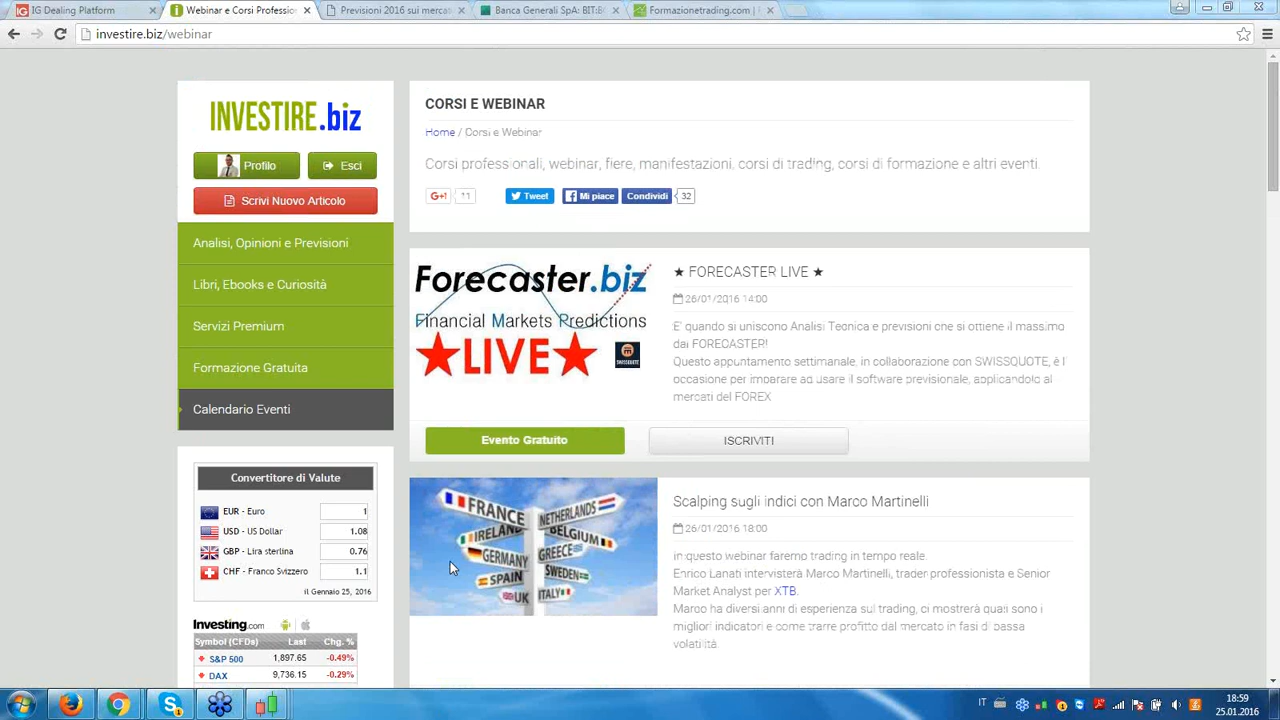 IG Dealing Platform
Webinar e Corsi Professio
Previsioni 2016 sui mercat
Banca Generali SpA: BIT:B
Formazionetrading.com |
investire.biz/webinar
INVESTIRE.biz
Profilo
Esci
Scrivi Nuovo Articolo
Analisi, Opinioni e Previsioni
Libri, Ebooks e Curiosità
Servizi Premium
Formazione Gratuita
Calendario Eventi
Convertitore di Valute
EUR - Euro 1
USD - US Dollar 1.08
GBP - Lira sterlina 0.76
CHF - Franco Svizzero 1.1
il Gennaio 25, 2016
Investing.com
Symbol (CFDs) Last Chg. %
S&P 500 1,897.65 -0.49%
DAX 9,736.15 -0.29%
CORSI E WEBINAR
Home / Corsi e Webinar
Corsi professionali, webinar, fiere, manifestazioni, corsi di trading, corsi di formazione e altri eventi.
G+1 11 Tweet Mi piace Condividi 32
Forecaster.biz
Financial Markets Predictions
★LIVE★
SWISSQUOTE
★ FORECASTER LIVE ★
26/01/2016 14:00
E' quando si uniscono Analisi Tecnica e previsioni che si ottiene il massimo
dal FORECASTER!
Questo appuntamento settimanale, in collaborazione con SWISSQUOTE, è l'
occasione per imparare ad usare il software previsionale, applicandolo al
mercati del FOREX
Evento Gratuito
ISCRIVITI
FRANCE
NETHERLANDS
IRELAND
BELGIUM
GERMANY
GREECE
SPAIN
SWEDEN
UK
ITALY
Scalping sugli indici con Marco Martinelli
26/01/2016 18:00
in questo webinar faremo trading in tempo reale.
Enrico Lanati intervisterà Marco Martinelli, trader professionista e Senior
Market Analyst per XTB.
Marco ha diversi anni di esperienza sul trading, ci mostrerà quali sono i
migliori indicatori e come trarre profitto dal mercato in fasi di bassa
volatilità.
IT
18:59
25.01.2016